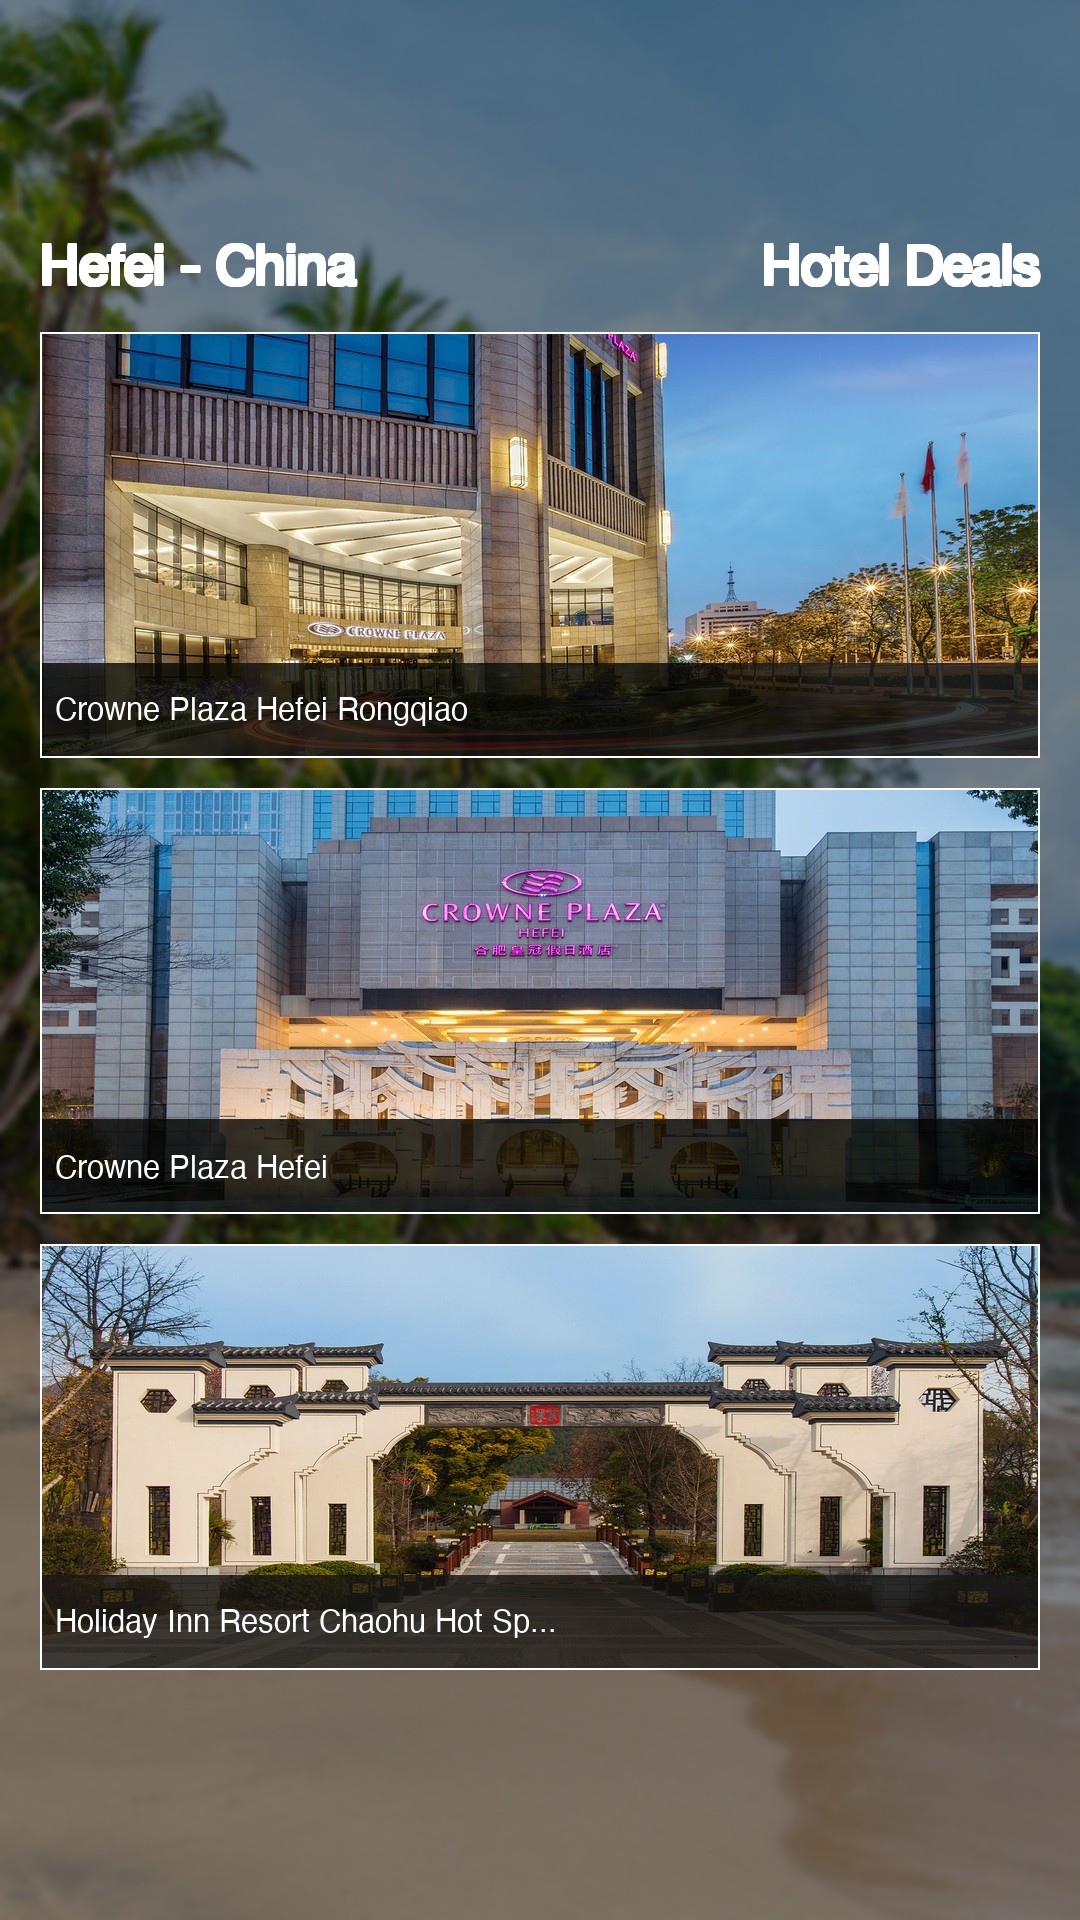 Hefei - China
Hotel Deals
PLAZA
CROWNE PLAZA
Crowne Plaza Hefei Rongqiao
CROWNE PLAZA
HEFEI
合肥皇冠假日酒店
Crowne Plaza Hefei
Holiday Inn Resort Chaohu Hot Sp...